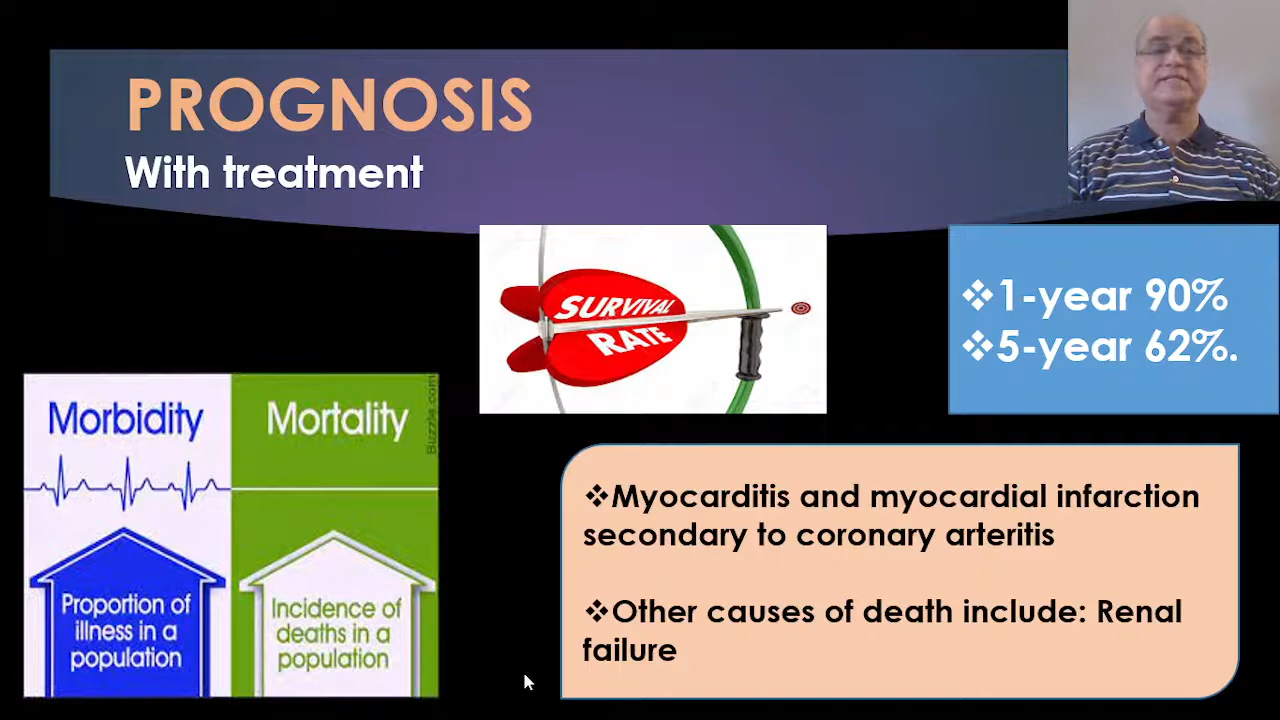 PROGNOSIS
With treatment
SURVIVAL
RATE
❖1-year 90%
❖5-year 62%.
Morbidity
Proportion of
illness in a
population
Mortality
Incidence of
deaths in a
population
Buzzle.com
❖Myocarditis and myocardial infarction
secondary to coronary arteritis
❖Other causes of death include: Renal
failure